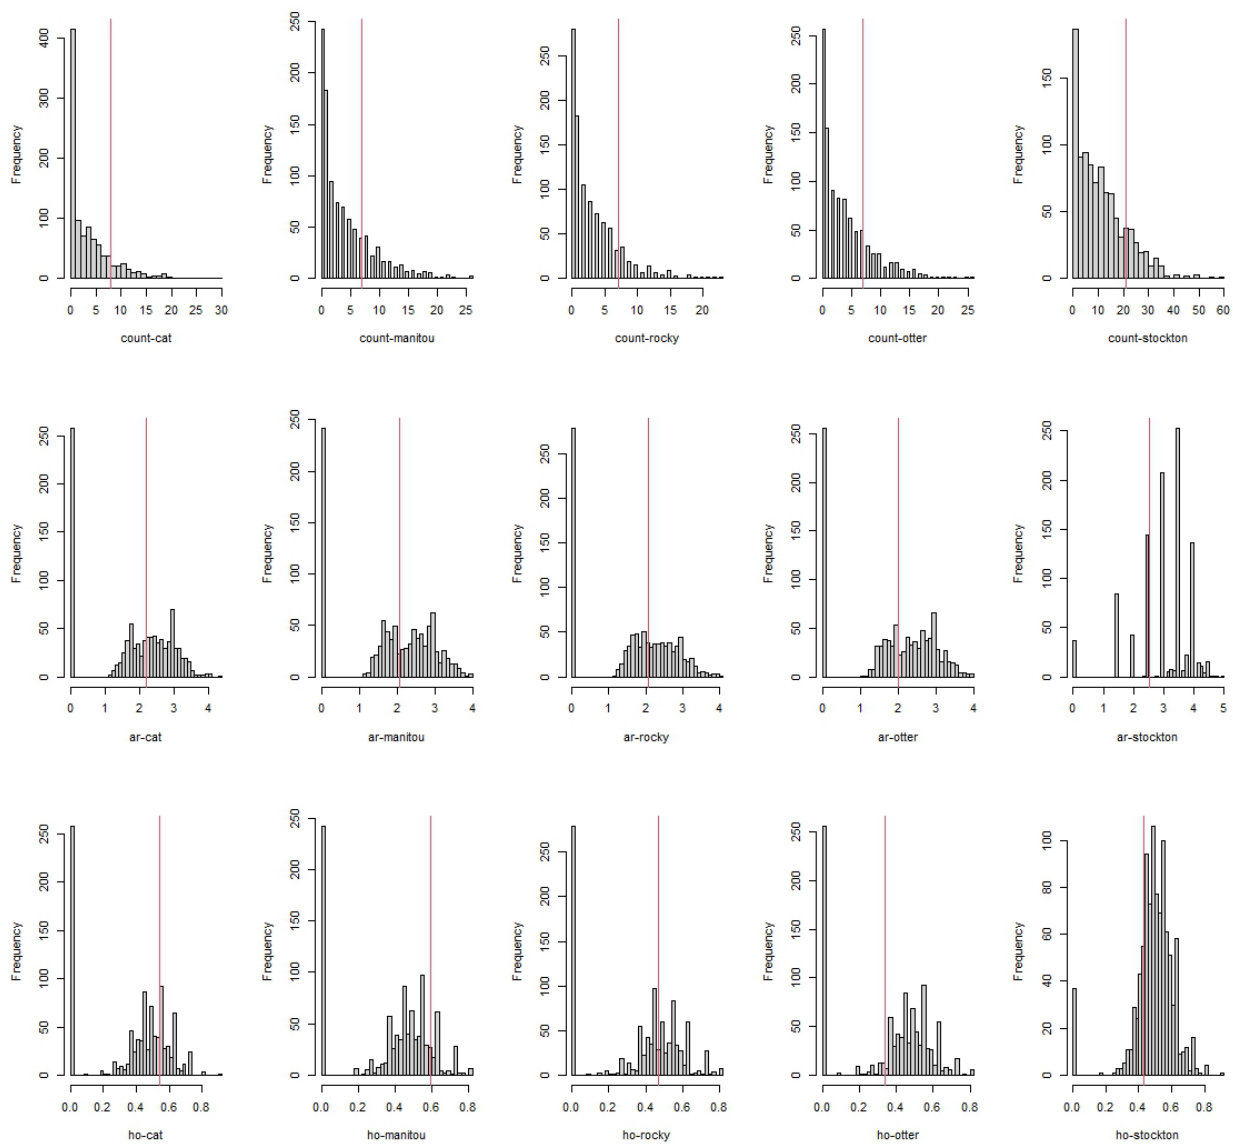 Frequency
0 100 200 300 400
0 5 10 15 20 25 30
count-cat
Frequency
0 50 100 150 200 250
0 5 10 15 20 25
count-manitou
Frequency
0 50 100 150 200 250
0 5 10 15 20
count-rocky
Frequency
0 50 100 150 200 250
0 5 10 15 20 25
count-otter
Frequency
0 50 100 150
0 10 20 30 40 50 60
count-stockton
Frequency
0 50 100 150 200 250
0 1 2 3 4
ar-cat
Frequency
0 50 100 150 200 250
0 1 2 3 4
ar-manitou
Frequency
0 50 100 150 200 250
0 1 2 3 4
ar-rocky
Frequency
0 50 100 150 200 250
0 1 2 3 4
ar-otter
Frequency
0 50 100 150 200 250
0 1 2 3 4 5
ar-stockton
Frequency
0 50 100 150 200 250
0.0 0.2 0.4 0.6 0.8
ho-cat
Frequency
0 50 100 150 200 250
0.0 0.2 0.4 0.6 0.8
ho-manitou
Frequency
0 50 100 150 200 250
0.0 0.2 0.4 0.6 0.8
ho-rocky
Frequency
0 50 100 150 200 250
0.0 0.2 0.4 0.6 0.8
ho-otter
Frequency
0 20 40 60 80 100
0.0 0.2 0.4 0.6 0.8
ho-stockton